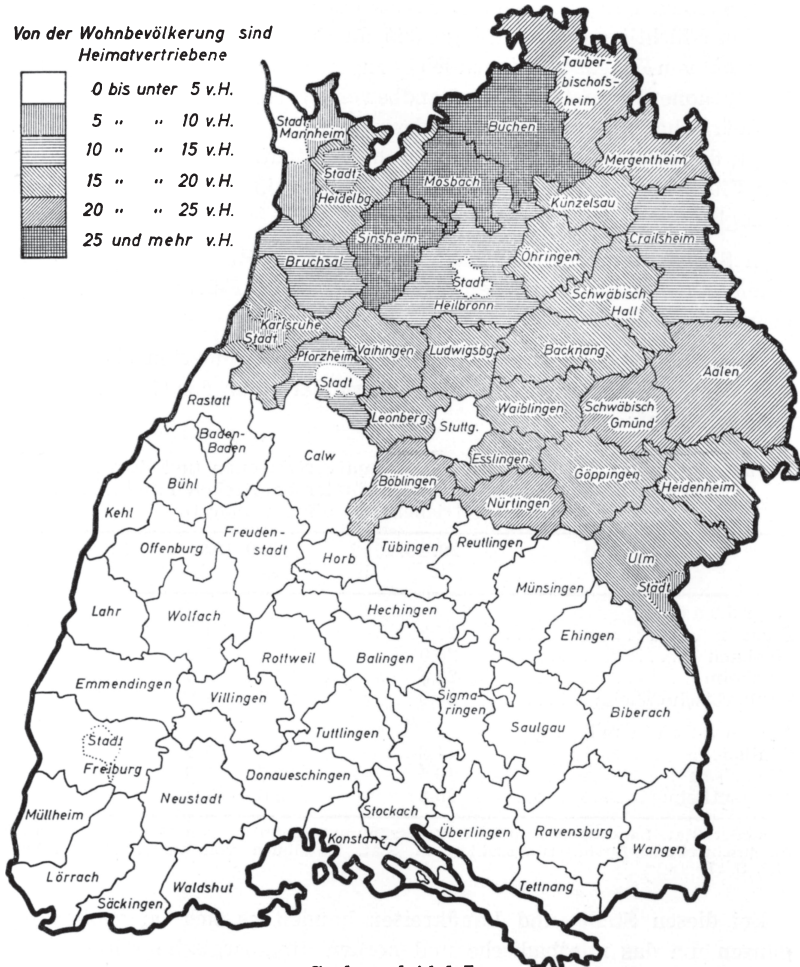 Von der Wohnbevölkerung sind
Heimatvertriebene
0 bis unter 5 v.H.
5 " " 10 v.H.
10 " " 15 v.H.
15 " " 20 v.H.
20 " " 25 v.H.
25 und mehr v.H.
Tauber-
bischofs-
heim
Stadt
Mannheim
Buchen
Mergentheim
Stadt
Heidelbg
Mosbach
Künzelsau
Sinsheim
Crailsheim
Bruchsal
Öhringen
Stadt
Heilbronn
Schwäbisch
Hall
Karlsruhe
Stadt
Pforzheim
Stadt
Vaihingen
Ludwigsbg.
Backnang
Aalen
Rastatt
Leonberg
Stuttg.
Waiblingen
Schwäbisch
Gmünd
Baden-
Baden
Calw
Esslingen
Bühl
Böblingen
Göppingen
Heidenheim
Nürtingen
Kehl
Offenburg
Freuden-
stadt
Horb
Tübingen
Reutlingen
Ulm
Stadt
Münsingen
Lahr
Wolfach
Hechingen
Ehingen
Rottweil
Balingen
Emmendingen
Villingen
Sigma-
ringen
Saulgau
Biberach
Tuttlingen
Stadt
Freiburg
Donaueschingen
Neustadt
Müllheim
Stockach
Konstanz
Überlingen
Ravensburg
Wangen
Lörrach
Säckingen
Waldshut
Tettnang